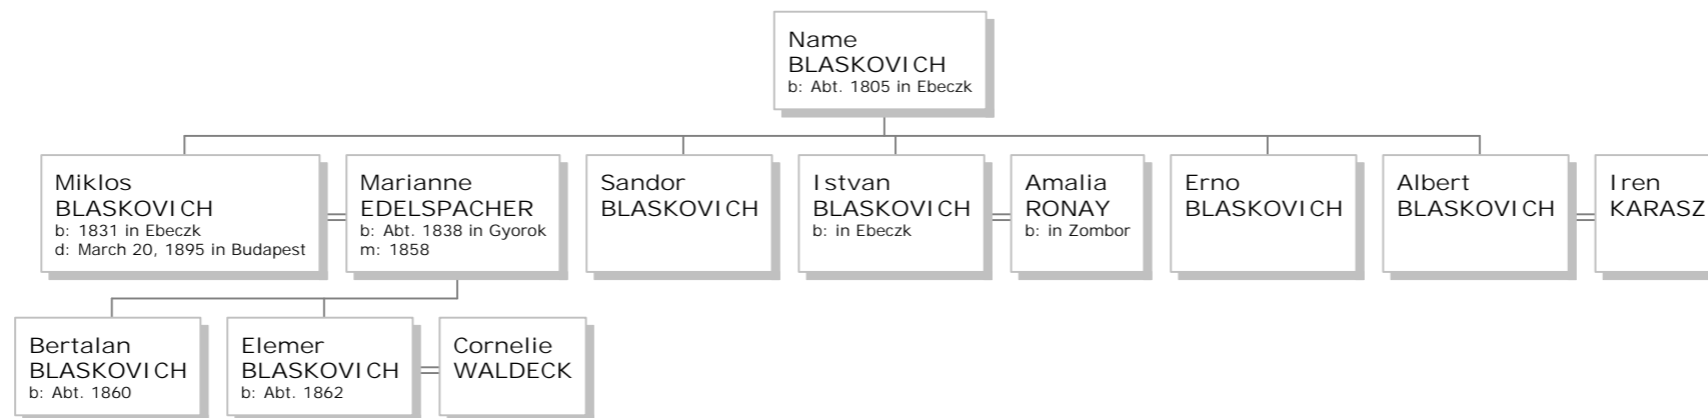 Name
BLASKOVICH
b: Abt. 1805 in Ebeczk
Miklos
BLASKOVICH
b: 1831 in Ebeczk
d: March 20, 1895 in Budapest
Marianne
EDELSPACHER
b: Abt. 1838 in Gyorok
m: 1858
Sandor
BLASKOVICH
Istvan
BLASKOVICH
b: in Ebeczk
Amalia
RONAY
b: in Zombor
Erno
BLASKOVICH
Albert
BLASKOVICH
Iren
KARASZ
Bertalan
BLASKOVICH
b: Abt. 1860
Elemer
BLASKOVICH
b: Abt. 1862
Cornelie
WALDECK